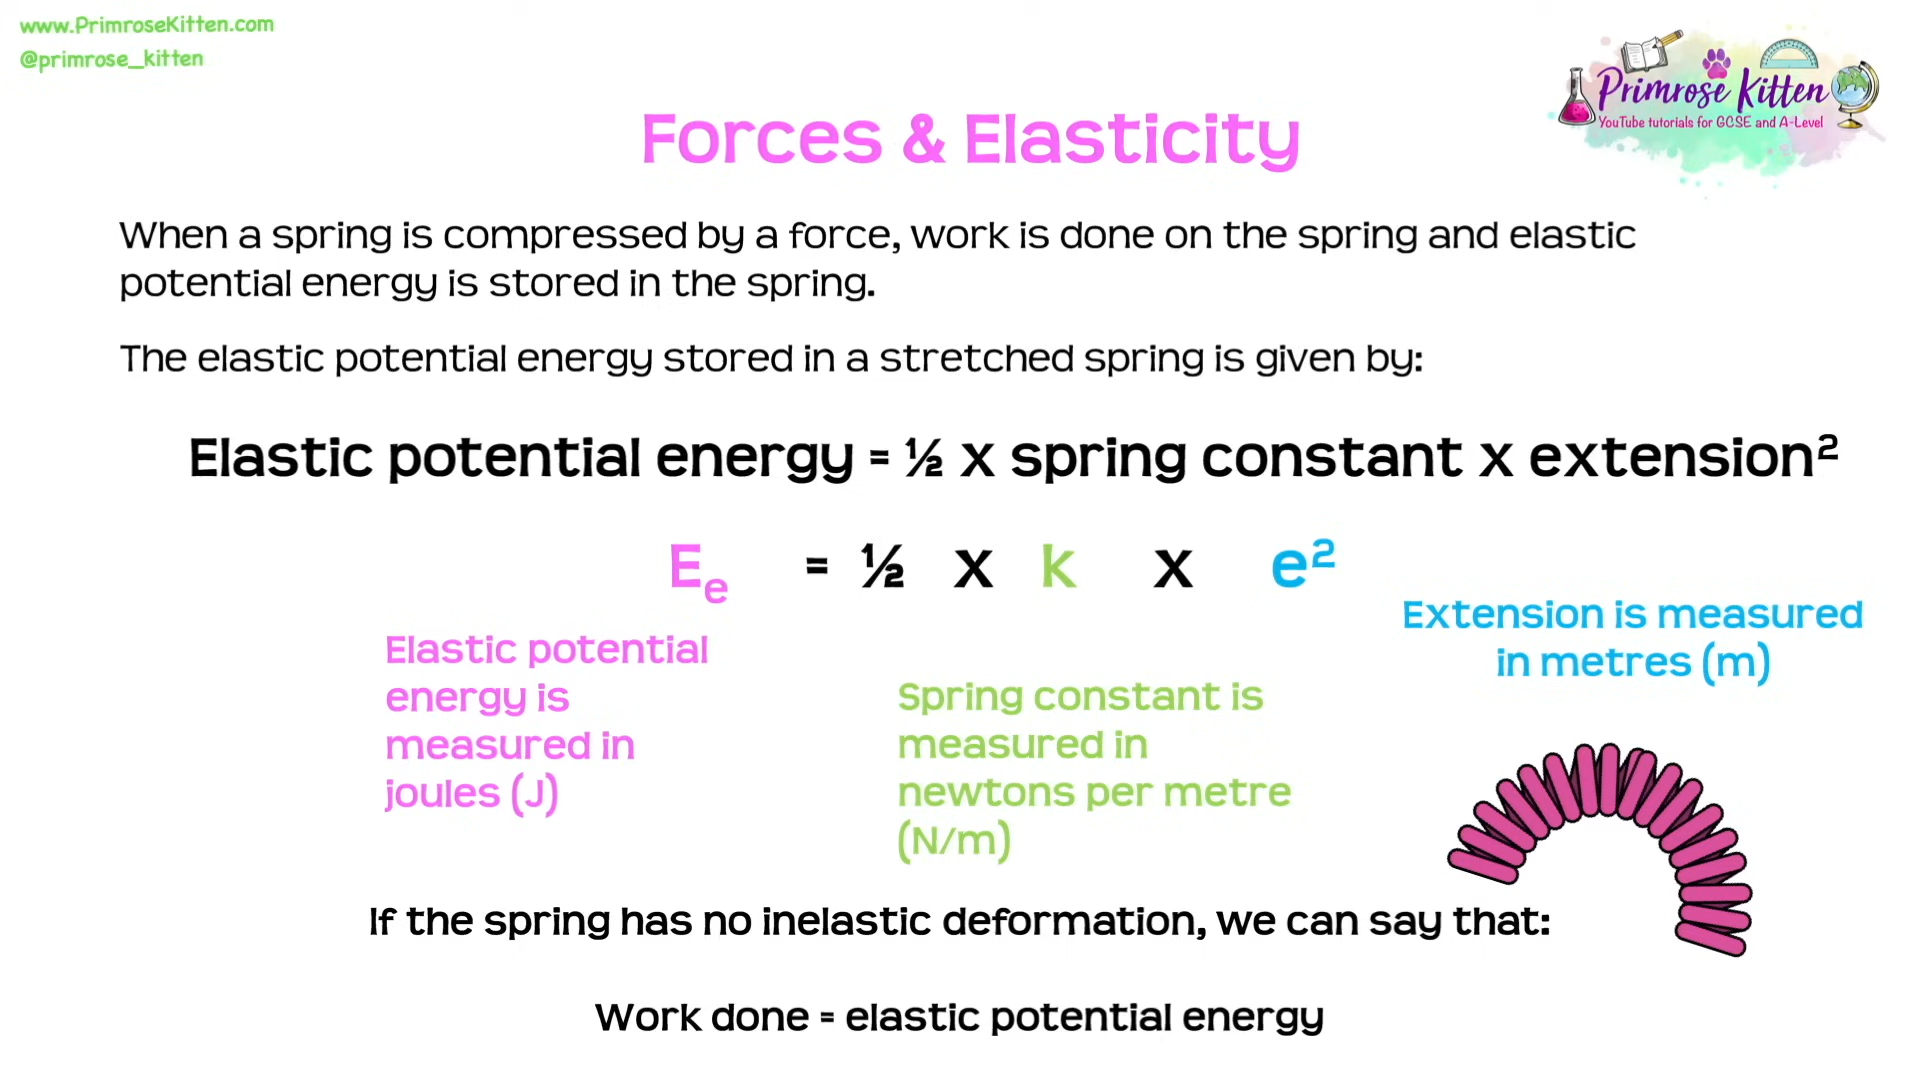 www.PrimroseKitten.com
@primrose_kitten
Primrose Kitten
YouTube tutorials for GCSE and A-Level
Forces & Elasticity
When a spring is compressed by a force, work is done on the spring and elastic
potential energy is stored in the spring.
The elastic potential energy stored in a stretched spring is given by:
Elastic potential energy = ½ x spring constant x extension²
Eₑ = ½ x k x e²
Elastic potential
energy is
measured in
joules (J)
Spring constant is
measured in
newtons per metre
(N/m)
Extension is measured
in metres (m)
If the spring has no inelastic deformation, we can say that:
Work done = elastic potential energy